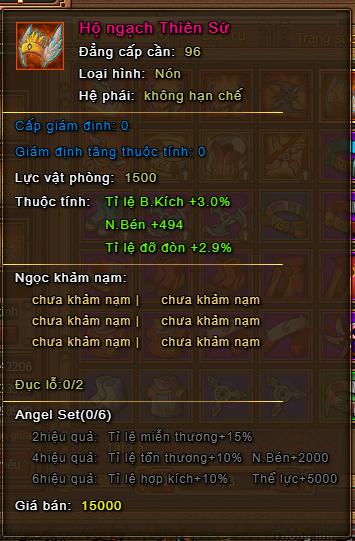 Hộ ngạch Thiên Sứ
Đẳng cấp cần: 96
Loại hình: Nón
Hệ phái: không hạn chế
Cấp giám định: 0
Giám định tăng thuộc tính: 0
Lực vật phòng: 1500
Thuộc tính: Tỉ lệ B.Kích +3.0%
N.Bén +494
Tỉ lệ đỡ đòn +2.9%
Ngọc khảm nạm:
chưa khảm nạm | chưa khảm nạm
chưa khảm nạm | chưa khảm nạm
chưa khảm nạm | chưa khảm nạm
Đục lỗ:0/2
Angel Set(0/6)
2hiệu quả: Tỉ lệ miễn thương+15%
4hiệu quả: Tỉ lệ tổn thương+10% N.Bén+2000
6hiệu quả: Tỉ lệ hợp kích+10% Thể lực+5000
Giá bán: 15000